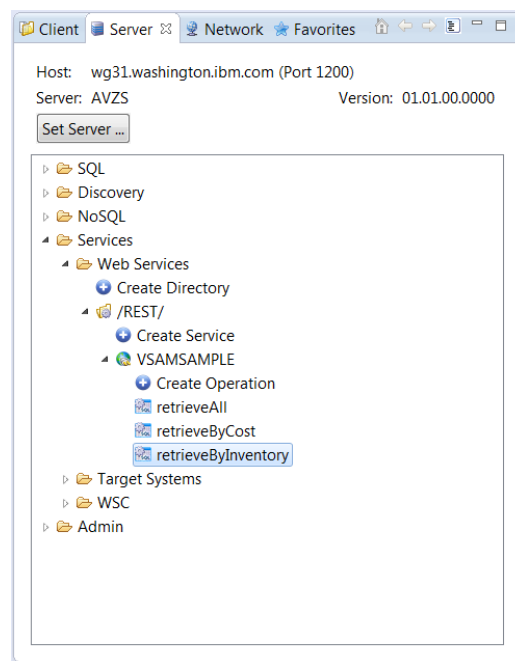 Client Server Network Favorites
Host: wg31.washington.ibm.com (Port 1200)
Server: AVZS Version: 01.01.00.0000
Set Server ...
SQL
Discovery
NoSQL
Services
Web Services
Create Directory
/REST/
Create Service
VSAMSAMPLE
Create Operation
retrieveAll
retrieveByCost
retrieveByInventory
Target Systems
WSC
Admin